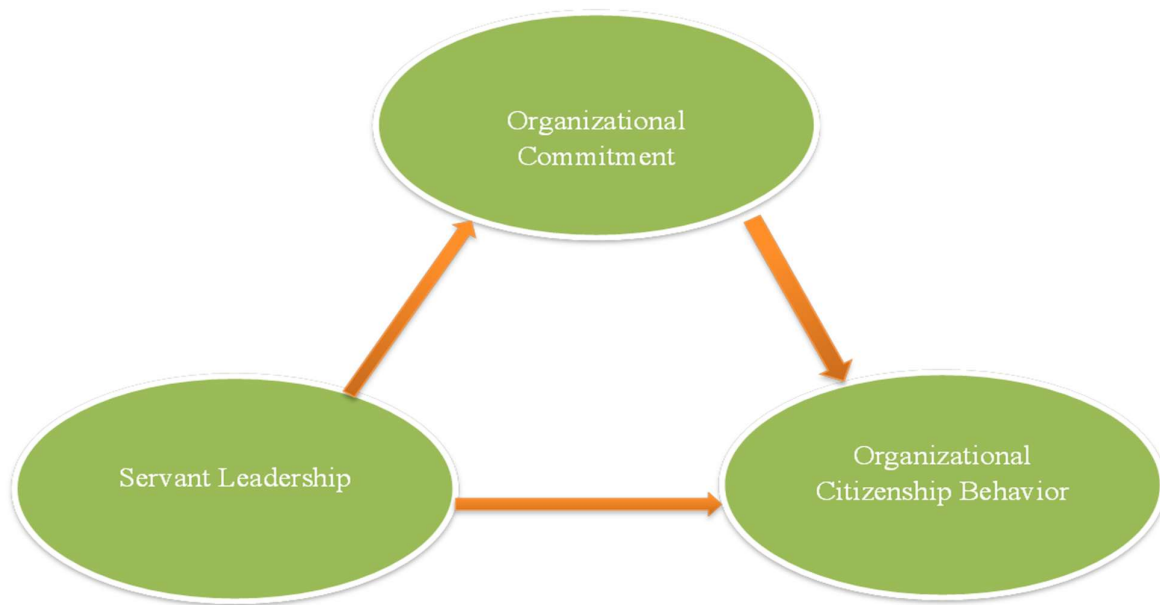 Organizational
Commitment
Servant Leadership
Organizational
Citizenship Behavior